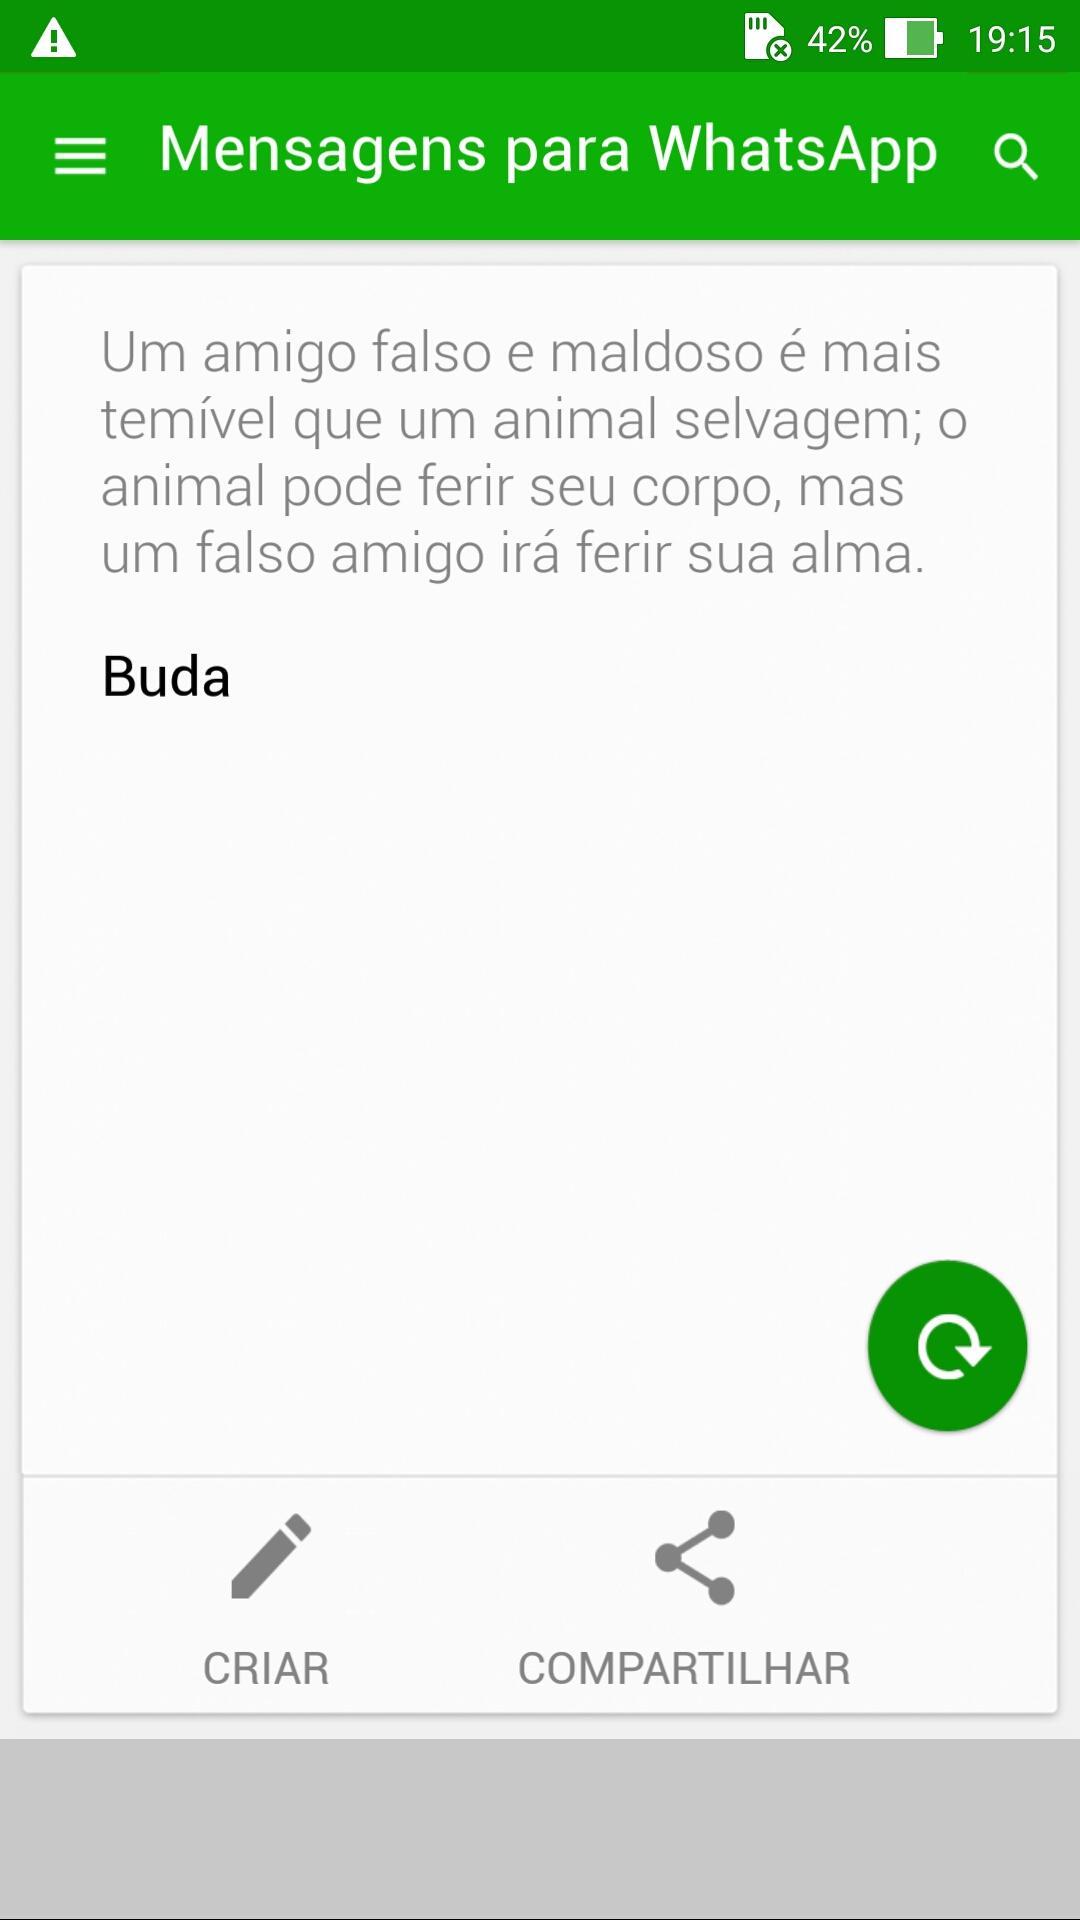 42% 19:15
Mensagens para WhatsApp
Um amigo falso e maldoso é mais
temível que um animal selvagem; o
animal pode ferir seu corpo, mas
um falso amigo irá ferir sua alma.
Buda
CRIAR COMPARTILHAR